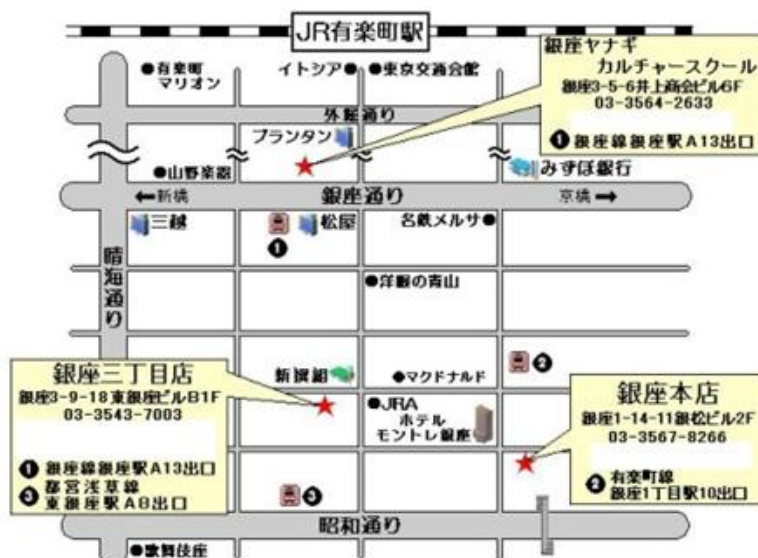 JR有楽町駅
●有楽町
マリオン
イトシア●
●東京交通会館
銀座ヤナギ
カルチャースクール
銀座3-5-6井上商会ビル6F
03-3564-2633
❶銀座線銀座駅A13出口
外堀通り
プランタン
●山野楽器
みずほ銀行
←新橋
銀座通り
京橋→
三越
❶
松屋
名鉄メルサ●
晴海通り
●洋服の青山
❷
新撰組
●マクドナルド
銀座三丁目店
銀座3-9-18東銀座ビルB1F
03-3543-7003
❶銀座線銀座駅A13出口
❸都営浅草線
東銀座駅A8出口
●JRA
ホテル
モントレ銀座
銀座本店
銀座1-14-11銀松ビル2F
03-3567-8266
❷有楽町線
銀座1丁目駅10出口
❸
昭和通り
●歌舞伎座